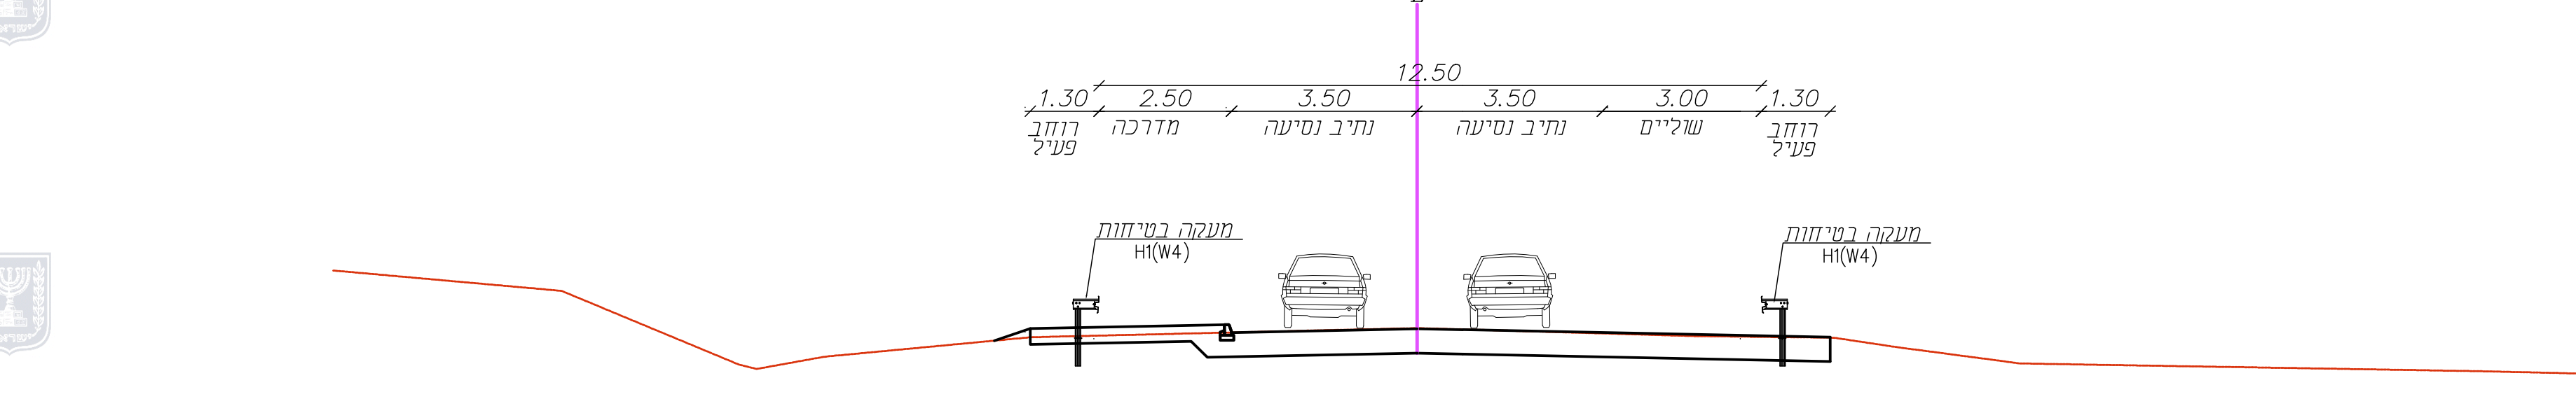 12.50
1.30 2.50 3.50 3.50 3.00 1.30
רוחב פעיל
מדרכה
נתיב נסיעה
נתיב נסיעה
שוליים
רוחב פעיל
מעקה בטיחות
H1(W4)
מעקה בטיחות
H1(W4)